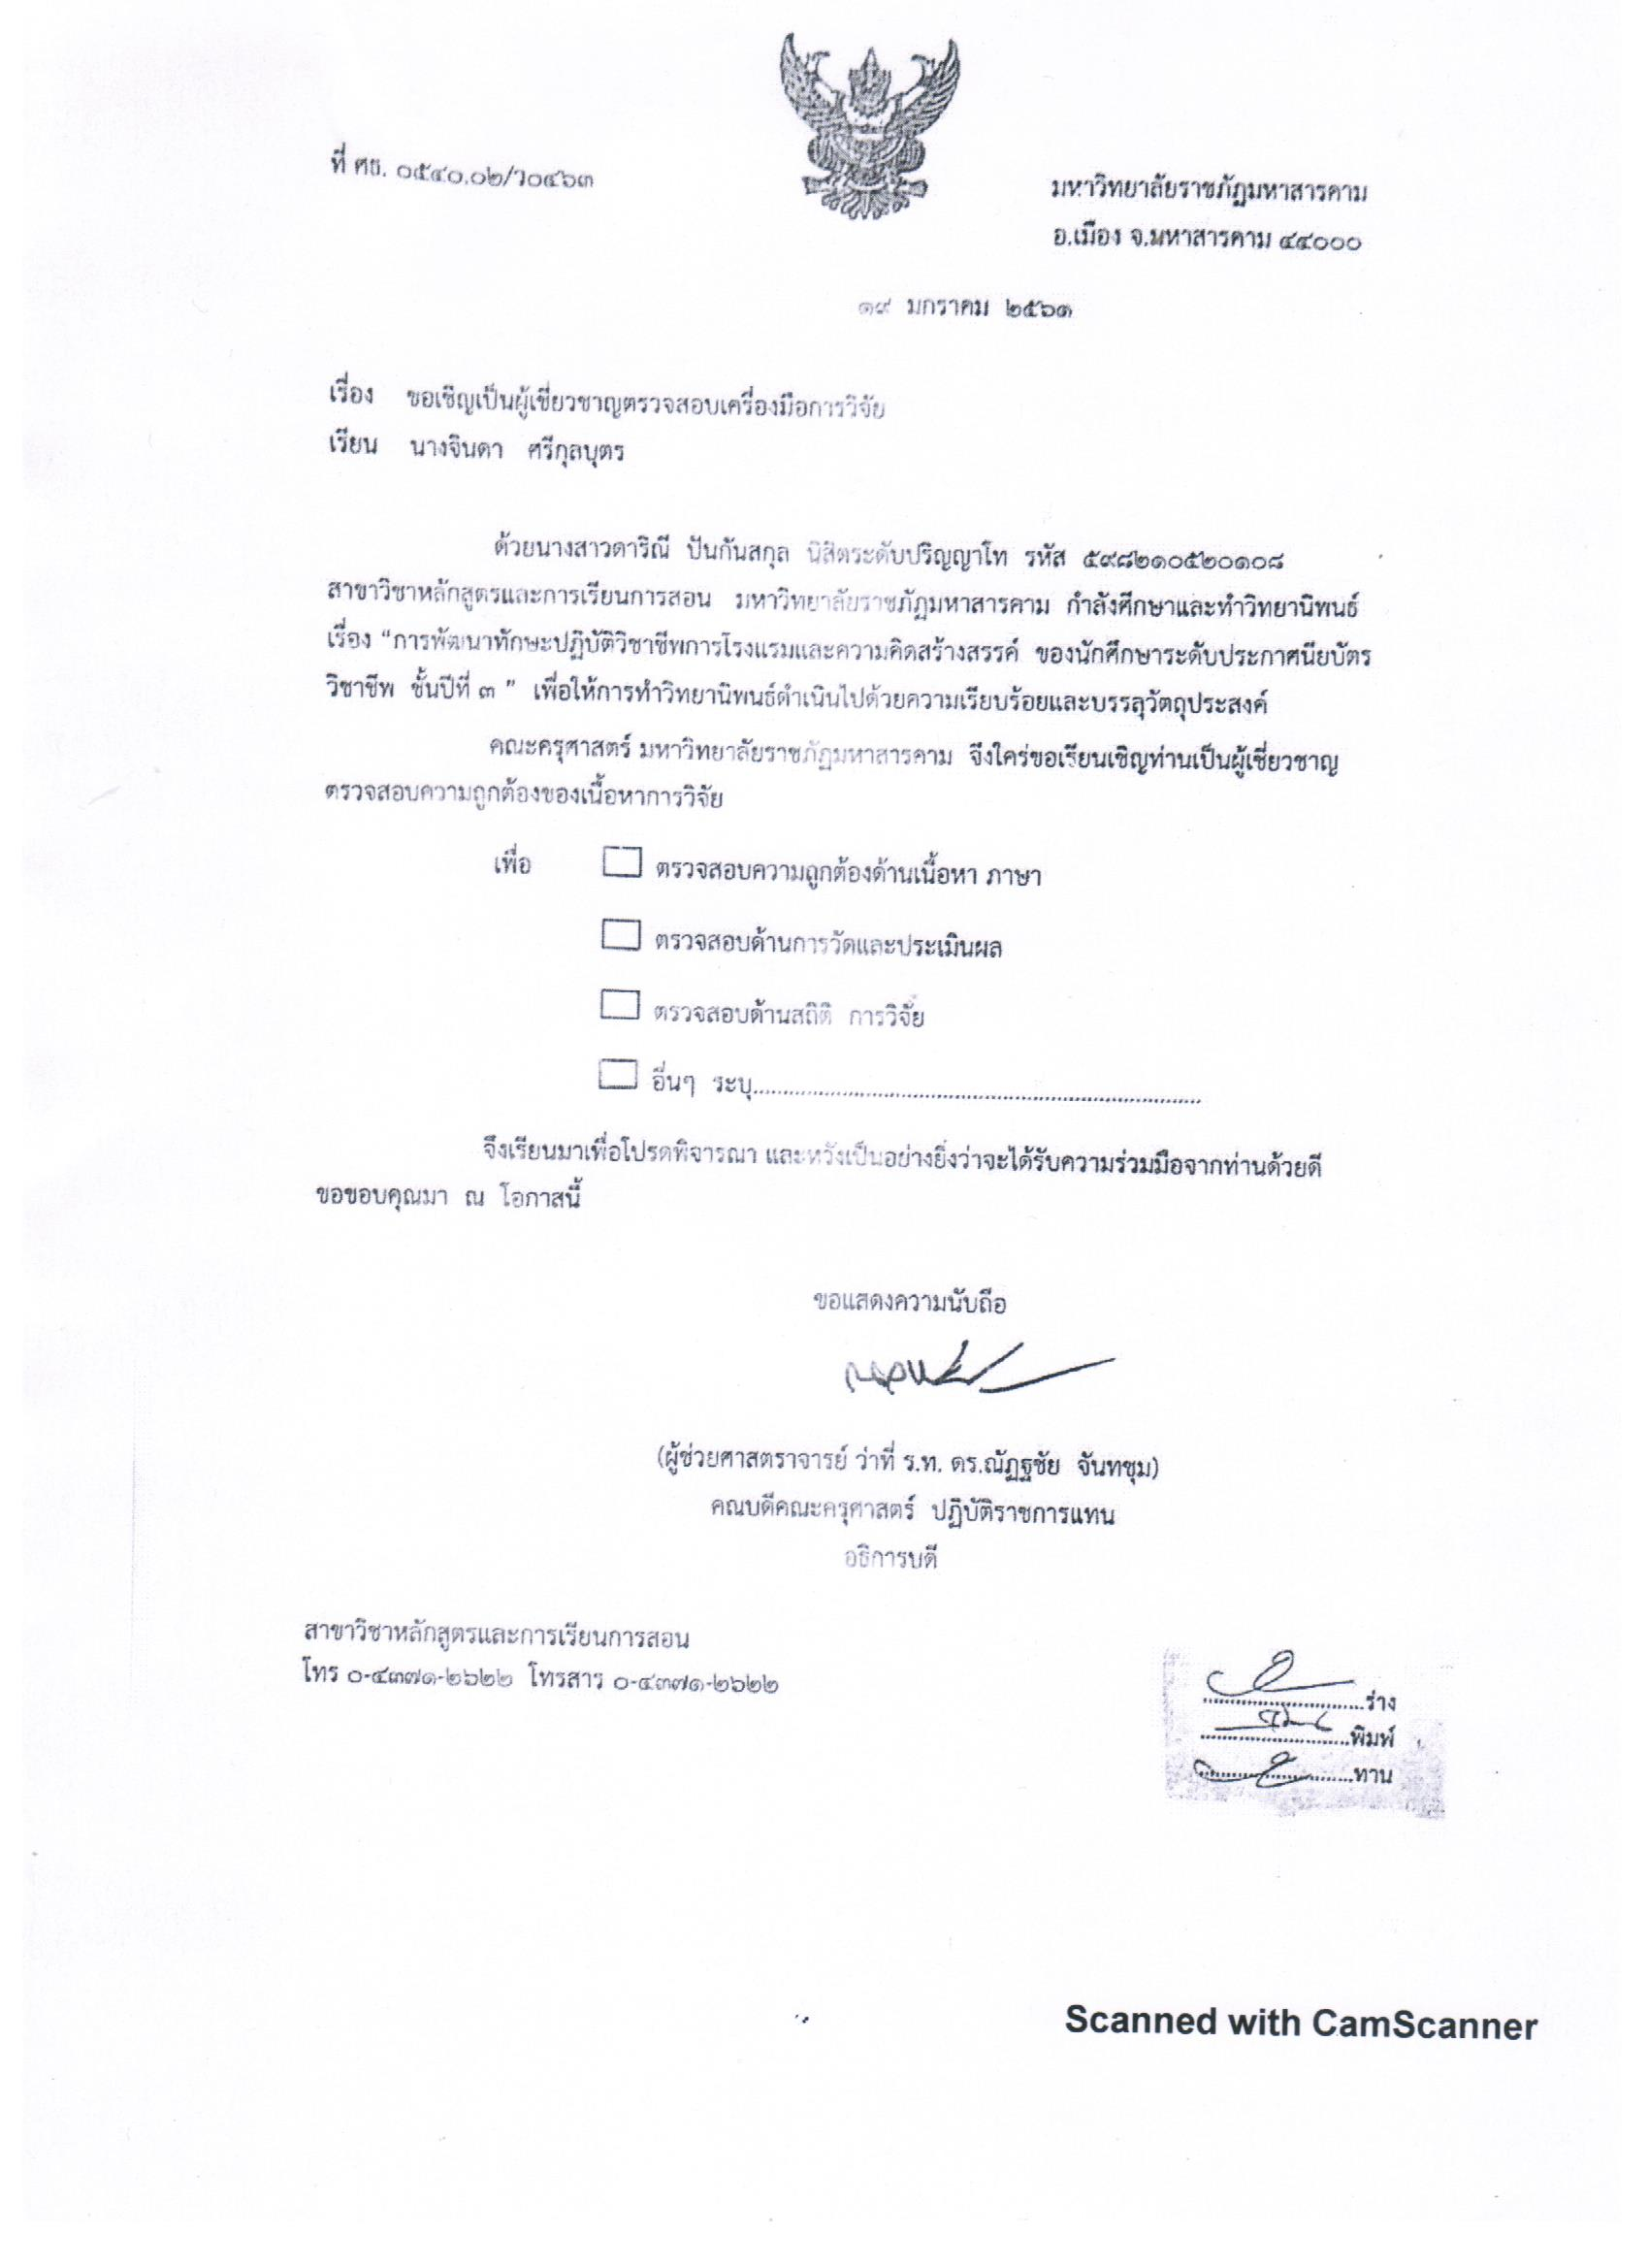 ที่ ศธ. ๐๕๔๐.๐๒/ว๐๔๖๓
มหาวิทยาลัยราชภัฏมหาสารคาม
อ.เมือง จ.มหาสารคาม ๔๔๐๐๐
๑๙ มกราคม ๒๕๖๑
เรื่อง ขอเชิญเป็นผู้เชี่ยวชาญตรวจสอบเครื่องมือการวิจัย
เรียน นางจินดา ศรีกุลบุตร
ด้วยนางสาวดาริณี ปันกันสกุล นิสิตระดับปริญญาโท รหัส ๕๙๘๒๑๐๕๒๐๑๐๘
สาขาวิชาหลักสูตรและการเรียนการสอน มหาวิทยาลัยราชภัฏมหาสารคาม กำลังศึกษาและทำวิทยานิพนธ์
เรื่อง “การพัฒนาทักษะปฏิบัติวิชาชีพการโรงแรมและความคิดสร้างสรรค์ ของนักศึกษาระดับประกาศนียบัตร
วิชาชีพ ชั้นปีที่ ๓ ” เพื่อให้การทำวิทยานิพนธ์ดำเนินไปด้วยความเรียบร้อยและบรรลุวัตถุประสงค์
คณะครุศาสตร์ มหาวิทยาลัยราชภัฏมหาสารคาม จึงใคร่ขอเรียนเชิญท่านเป็นผู้เชี่ยวชาญ
ตรวจสอบความถูกต้องของเนื้อหาการวิจัย
เพื่อ ตรวจสอบความถูกต้องด้านเนื้อหา ภาษา
ตรวจสอบด้านการวัดและประเมินผล
ตรวจสอบด้านสถิติ การวิจัย
อื่นๆ ระบุ..........................................................................
จึงเรียนมาเพื่อโปรดพิจารณา และหวังเป็นอย่างยิ่งว่าจะได้รับความร่วมมือจากท่านด้วยดี
ขอขอบคุณมา ณ โอกาสนี้
ขอแสดงความนับถือ
(ผู้ช่วยศาสตราจารย์ ว่าที่ ร.ท. ดร.ณัฏฐชัย จันทชุม)
คณบดีคณะครุศาสตร์ ปฏิบัติราชการแทน
อธิการบดี
สาขาวิชาหลักสูตรและการเรียนการสอน
โทร ๐-๔๓๗๑-๒๖๒๒ โทรสาร ๐-๔๓๗๑-๒๖๒๒
............................ร่าง
..........................พิมพ์
...........................ทาน
Scanned with CamScanner